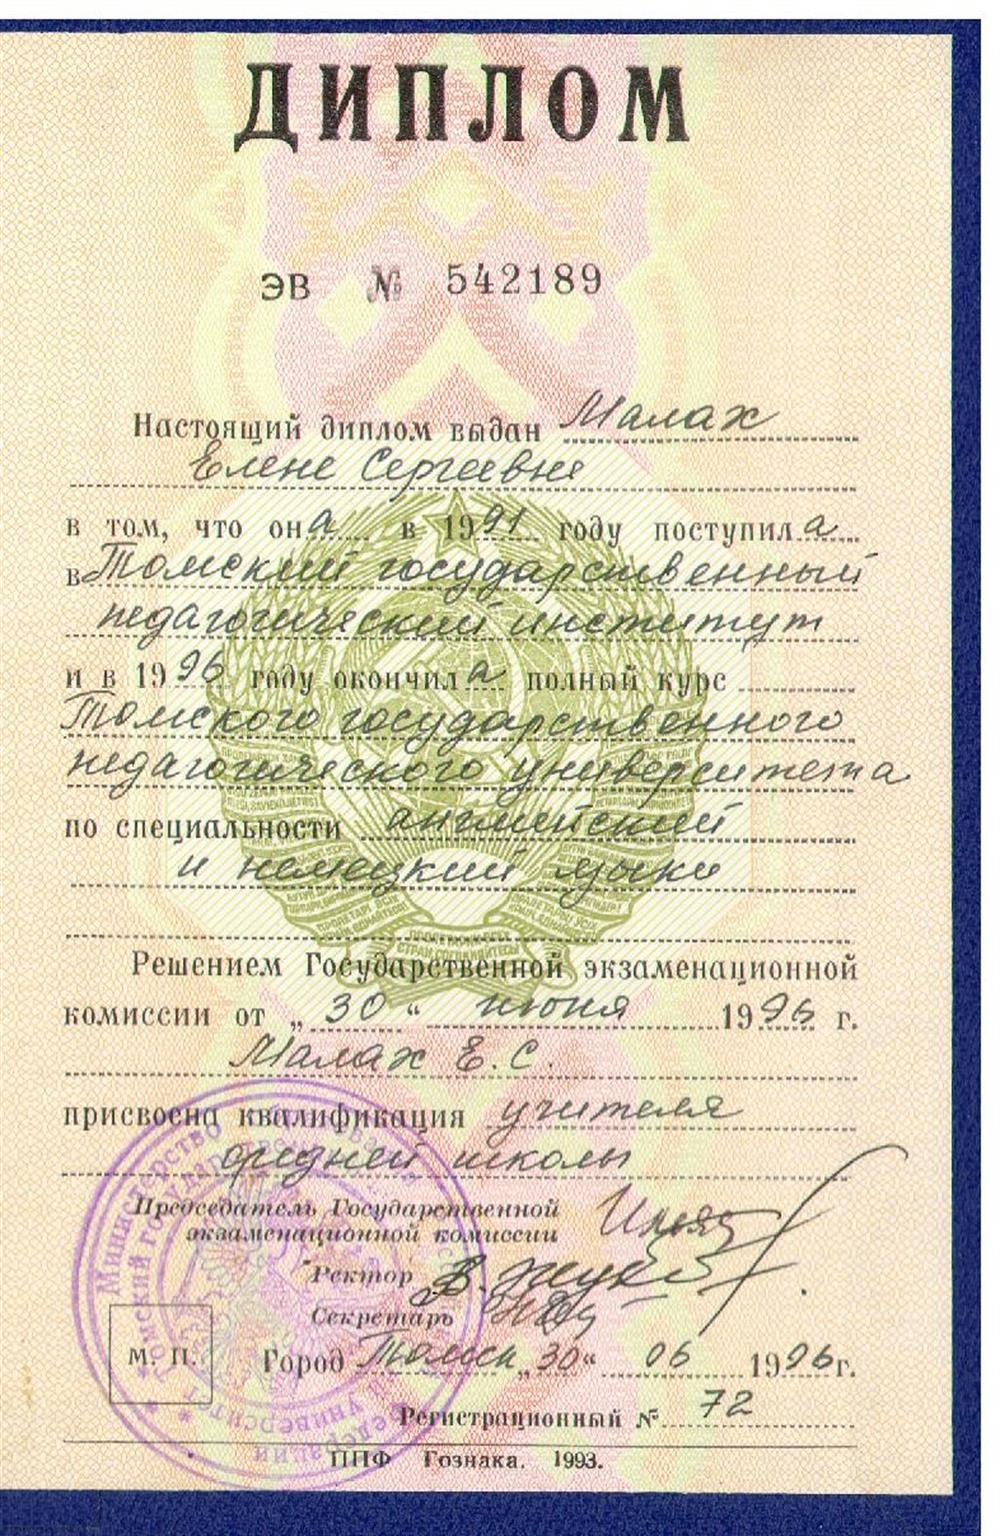 ДИПЛОМ
ЭВ № 542189
Настоящий диплом выдан Малах
Елене Сергеевне
в том, что она в 1991 году поступила
в Томский государственный
педагогический институт
и в 1996 году окончила полный курс
Томского государственного
педагогического университета
по специальности английский
и немецкий языки
Решением Государственной экзаменационной
комиссии от „30“ июня 1996 г.
Малах Е. С.
присвоена квалификация учителя
средней школы
Председатель Государственной
экзаменационной комиссии
Ректор
Секретарь
М. П.
Город Томск „30“ 06 1996г.
Регистрационный № 72
ППФ Гознака. 1993.
Министерство